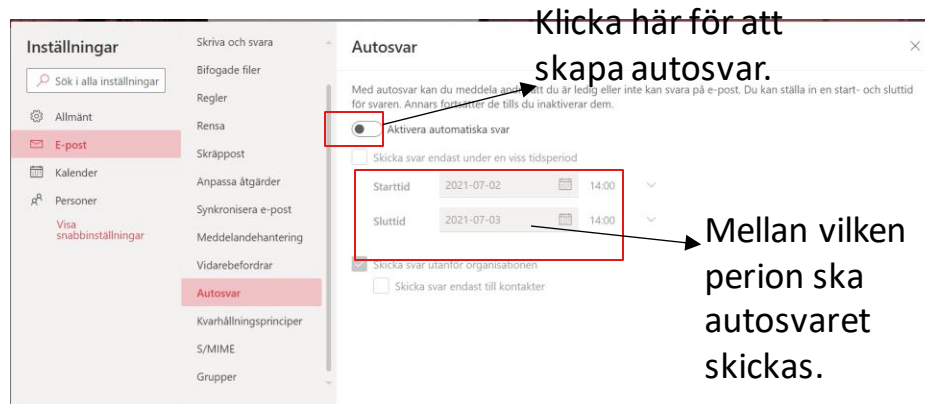 Klicka här för att
skapa autosvar.
Inställningar
Sök i alla inställningar
Allmänt
E-post
Kalender
Personer
Visa
snabbinställningar
Skriva och svara
Bifogade filer
Regler
Rensa
Skräppost
Anpassa åtgärder
Synkronisera e-post
Meddelandehantering
Vidarebefordrar
Autosvar
Kvarhållningsprinciper
S/MIME
Grupper
Autosvar
Med autosvar kan du meddela andra att du är ledig eller inte kan svara på e-post. Du kan ställa in en start- och sluttid
för svaren. Annars fortsätter de tills du inaktiverar dem.
Aktivera automatiska svar
Skicka svar endast under en viss tidsperiod
Starttid 2021-07-02 14:00
Sluttid 2021-07-03 14:00
Skicka svar utanför organisationen
Skicka svar endast till kontakter
Mellan vilken
perion ska
autosvaret
skickas.